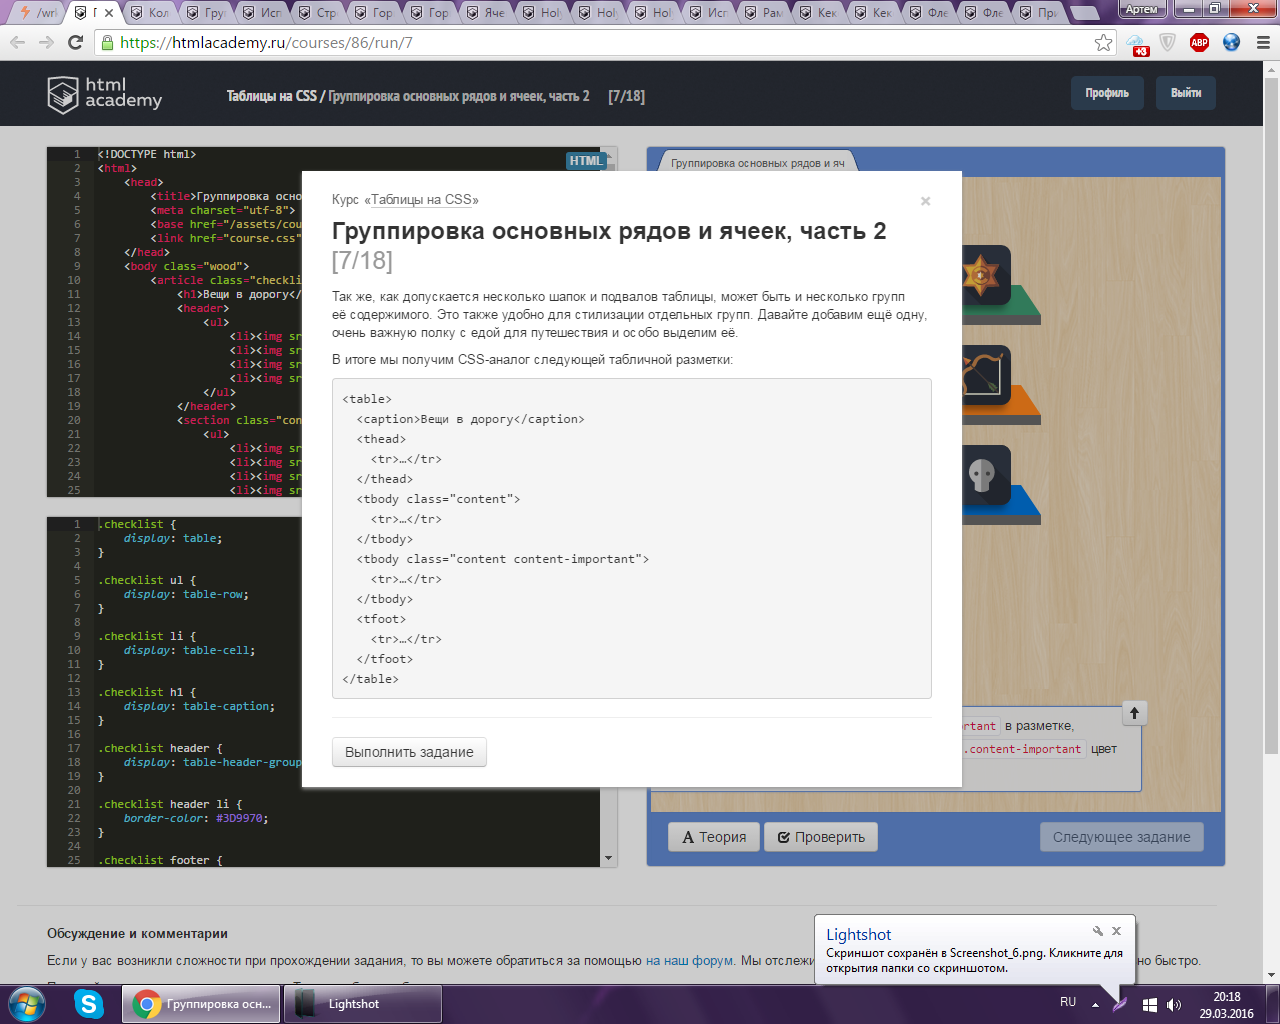 /wrl
Кол
Гру
Исп
Стр
Гор
Гор
Яче
Hol
Hol
Hol
Исп
Рам
Кек
Кек
Фле
Фле
При
Артем
https://htmlacademy.ru/courses/86/run/7
+3
ABP
html
academy
Таблицы на CSS / Группировка основных рядов и ячеек, часть 2 [7/18]
Профиль
Выйти
HTML
1 <!DOCTYPE html>
2 <html>
3 <head>
4 <title>Группировка осно
5 <meta charset="utf-8">
6 <base href="/assets/cou
7 <link href="course.css"
8 </head>
9 <body class="wood">
10 <article class="checkli
11 <h1>Вещи в дорогу</
12 <header>
13 <ul>
14 <li><img sr
15 <li><img sr
16 <li><img sr
17 <li><img sr
18 </ul>
19 </header>
20 <section class="con
21 <ul>
22 <li><img sr
23 <li><img sr
24 <li><img sr
25 <li><img sr
1 .checklist {
2 display: table;
3 }
4
5 .checklist ul {
6 display: table-row;
7 }
8
9 .checklist li {
10 display: table-cell;
11 }
12
13 .checklist h1 {
14 display: table-caption;
15 }
16
17 .checklist header {
18 display: table-header-group
19 }
20
21 .checklist header li {
22 border-color: #3D9970;
23 }
24
25 .checklist footer {
Группировка основных рядов и яч
Курс «Таблицы на CSS»
×
Группировка основных рядов и ячеек, часть 2
[7/18]
Так же, как допускается несколько шапок и подвалов таблицы, может быть и несколько групп
её содержимого. Это также удобно для стилизации отдельных групп. Давайте добавим ещё одну,
очень важную полку с едой для путешествия и особо выделим её.
В итоге мы получим CSS-аналог следующей табличной разметки:
<table>
<caption>Вещи в дорогу</caption>
<thead>
<tr>…</tr>
</thead>
<tbody class="content">
<tr>…</tr>
</tbody>
<tbody class="content content-important">
<tr>…</tr>
</tbody>
<tfoot>
<tr>…</tr>
</tfoot>
</table>
Выполнить задание
rtant в разметке,
.content-important цвет
Теория
Проверить
Следующее задание
Обсуждение и комментарии
Если у вас возникли сложности при прохождении задания, то вы можете обратиться за помощью на наш форум. Мы отслежи
но быстро.
Lightshot
Скриншот сохранён в Screenshot_6.png. Кликните для
открытия папки со скриншотом.
Группировка осн...
Lightshot
RU
20:18
29.03.2016